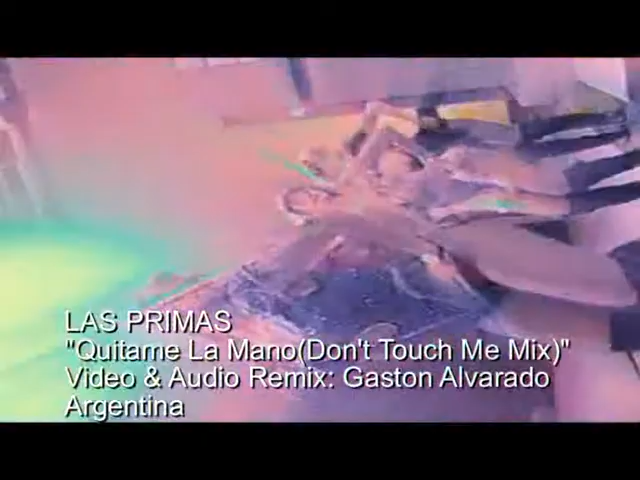 LAS PRIMAS
"Quitame La Mano(Don't Touch Me Mix)"
Video & Audio Remix: Gaston Alvarado
Argentina